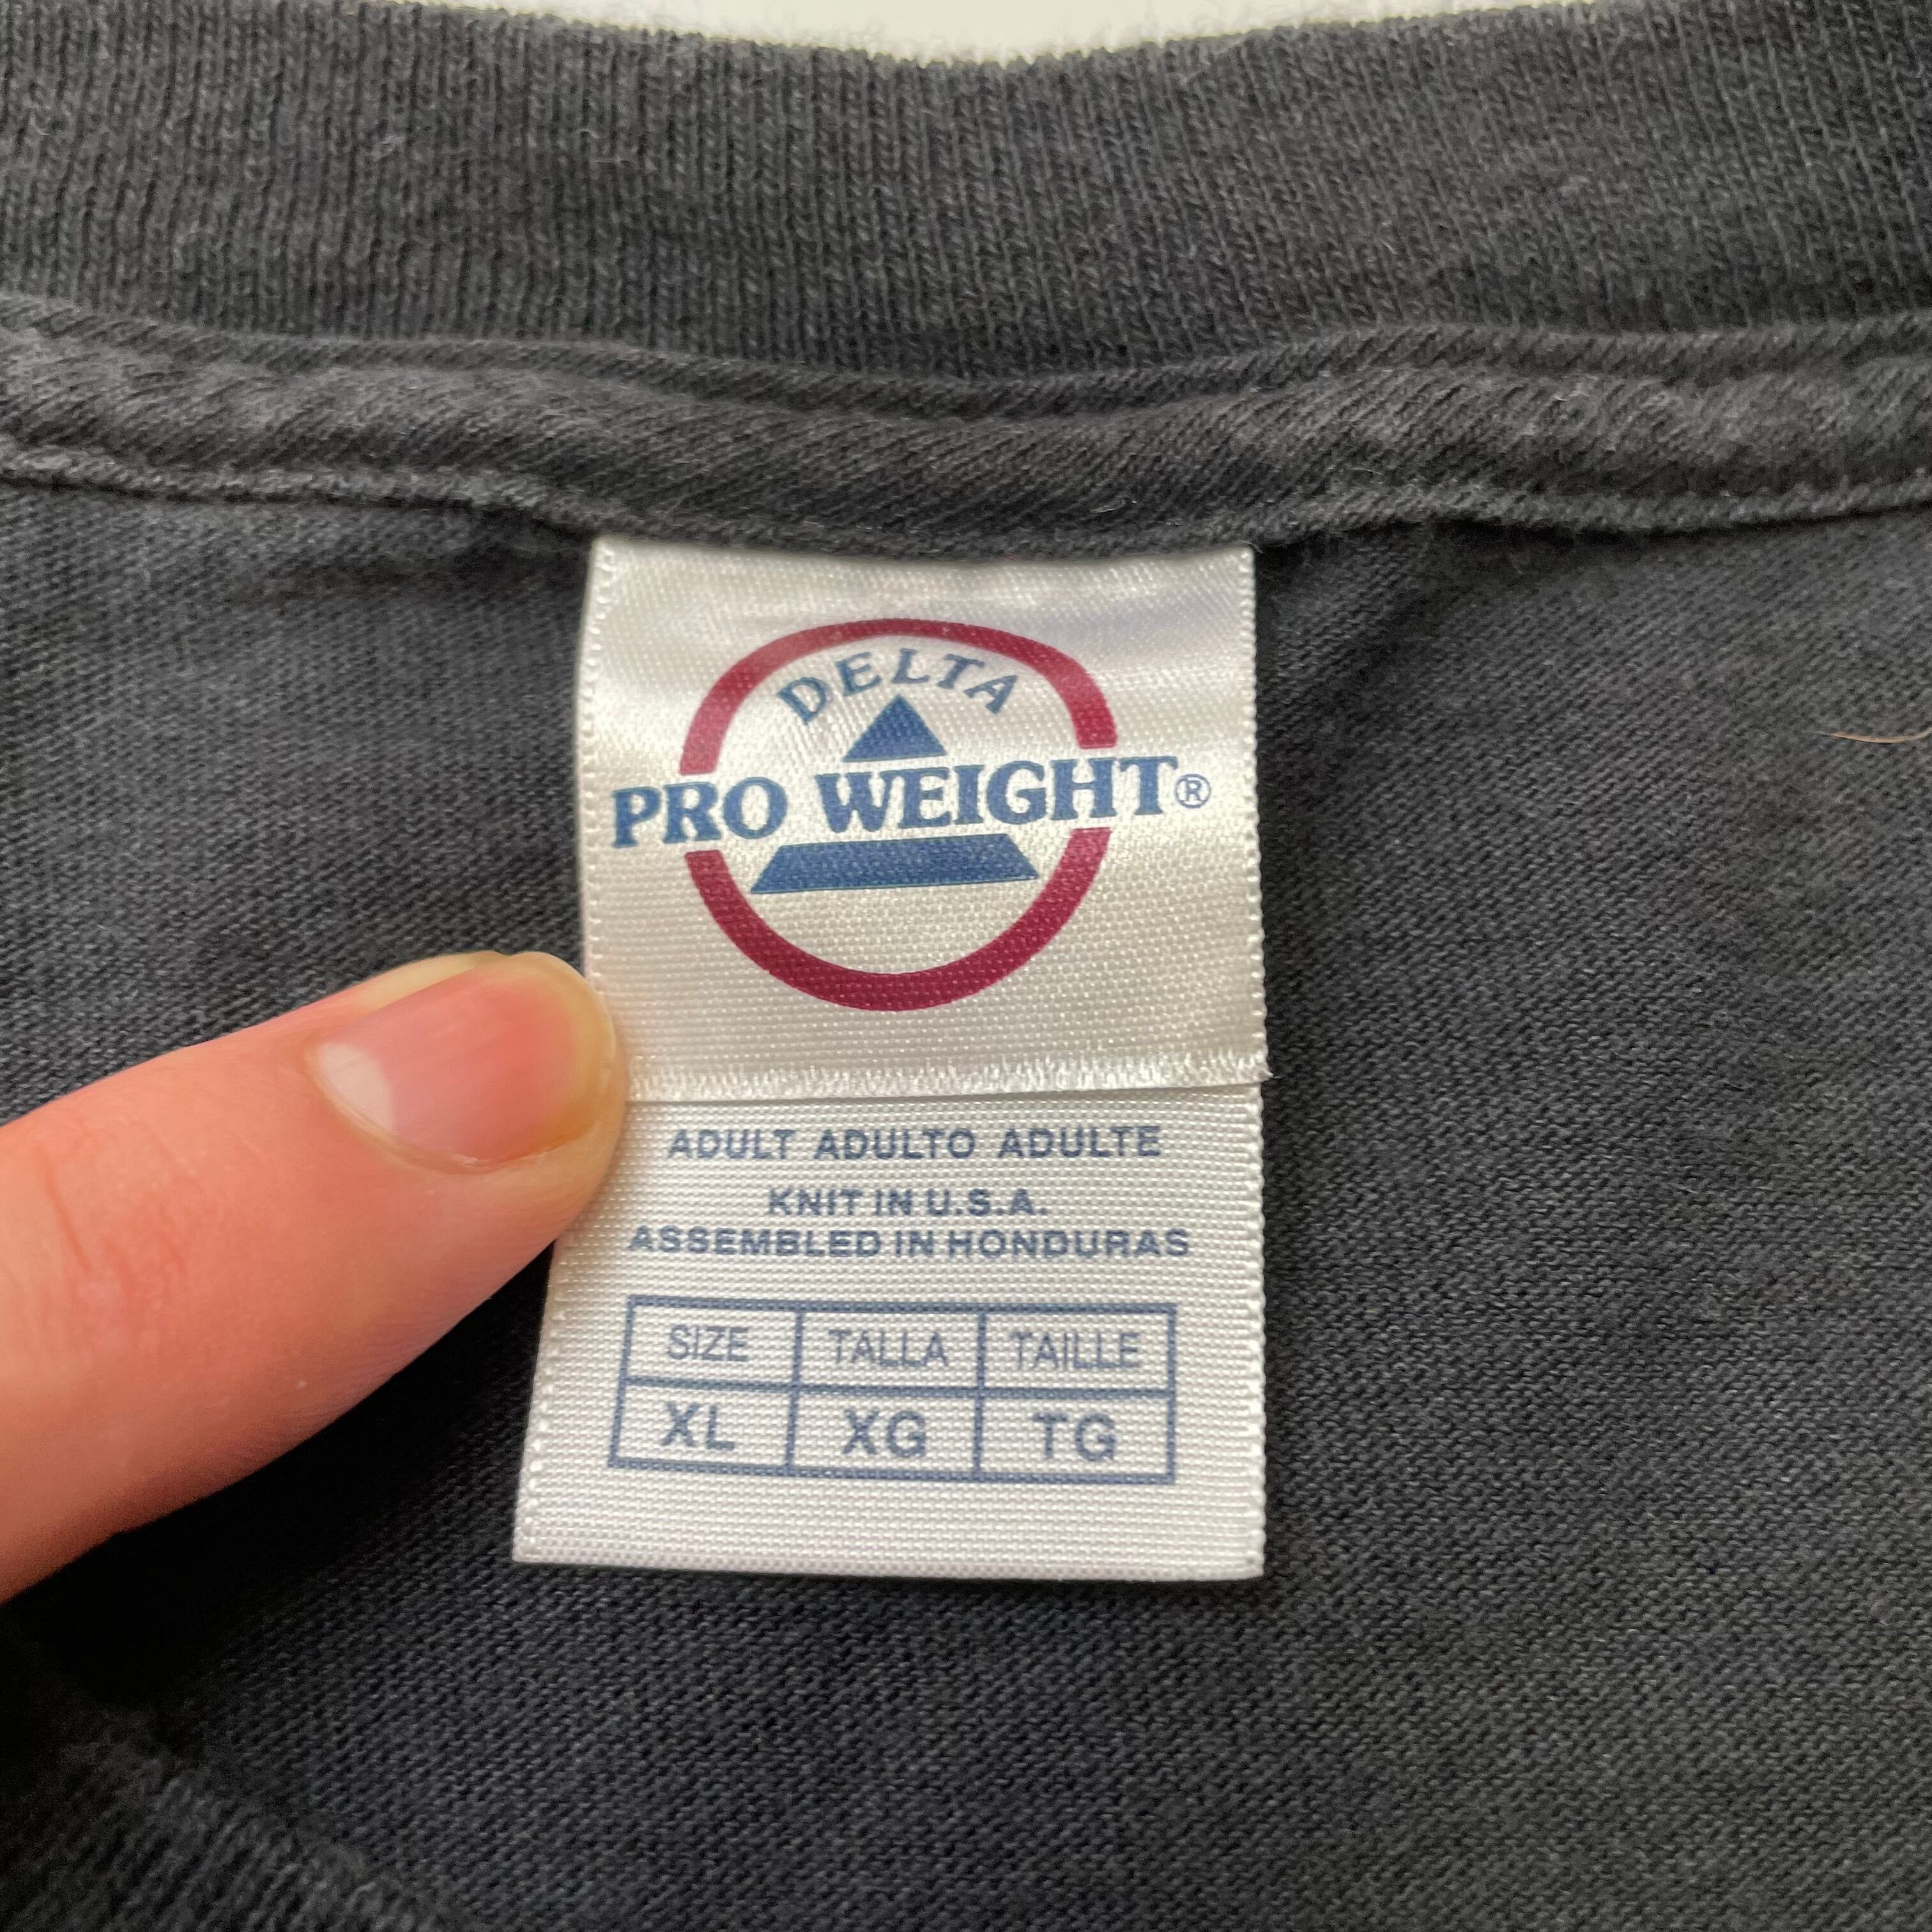 DELTA
PRO WEIGHT®
ADULT ADULTO ADULTE
KNIT IN U.S.A.
ASSEMBLED IN HONDURAS
SIZE TALLA TAILLE
XL XG TG